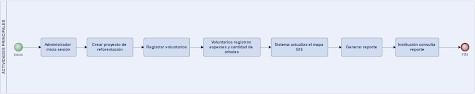 ACTIVIDADES PRINCIPALES
Inicio
Administrador
inicia sesión
Crear proyecto de
reforestación
Registrar voluntarios
Voluntarios registran
especies y cantidad de
árboles
Sistema actualiza el mapa
GIS
Generar reporte
Institución consulta
reporte
FIN